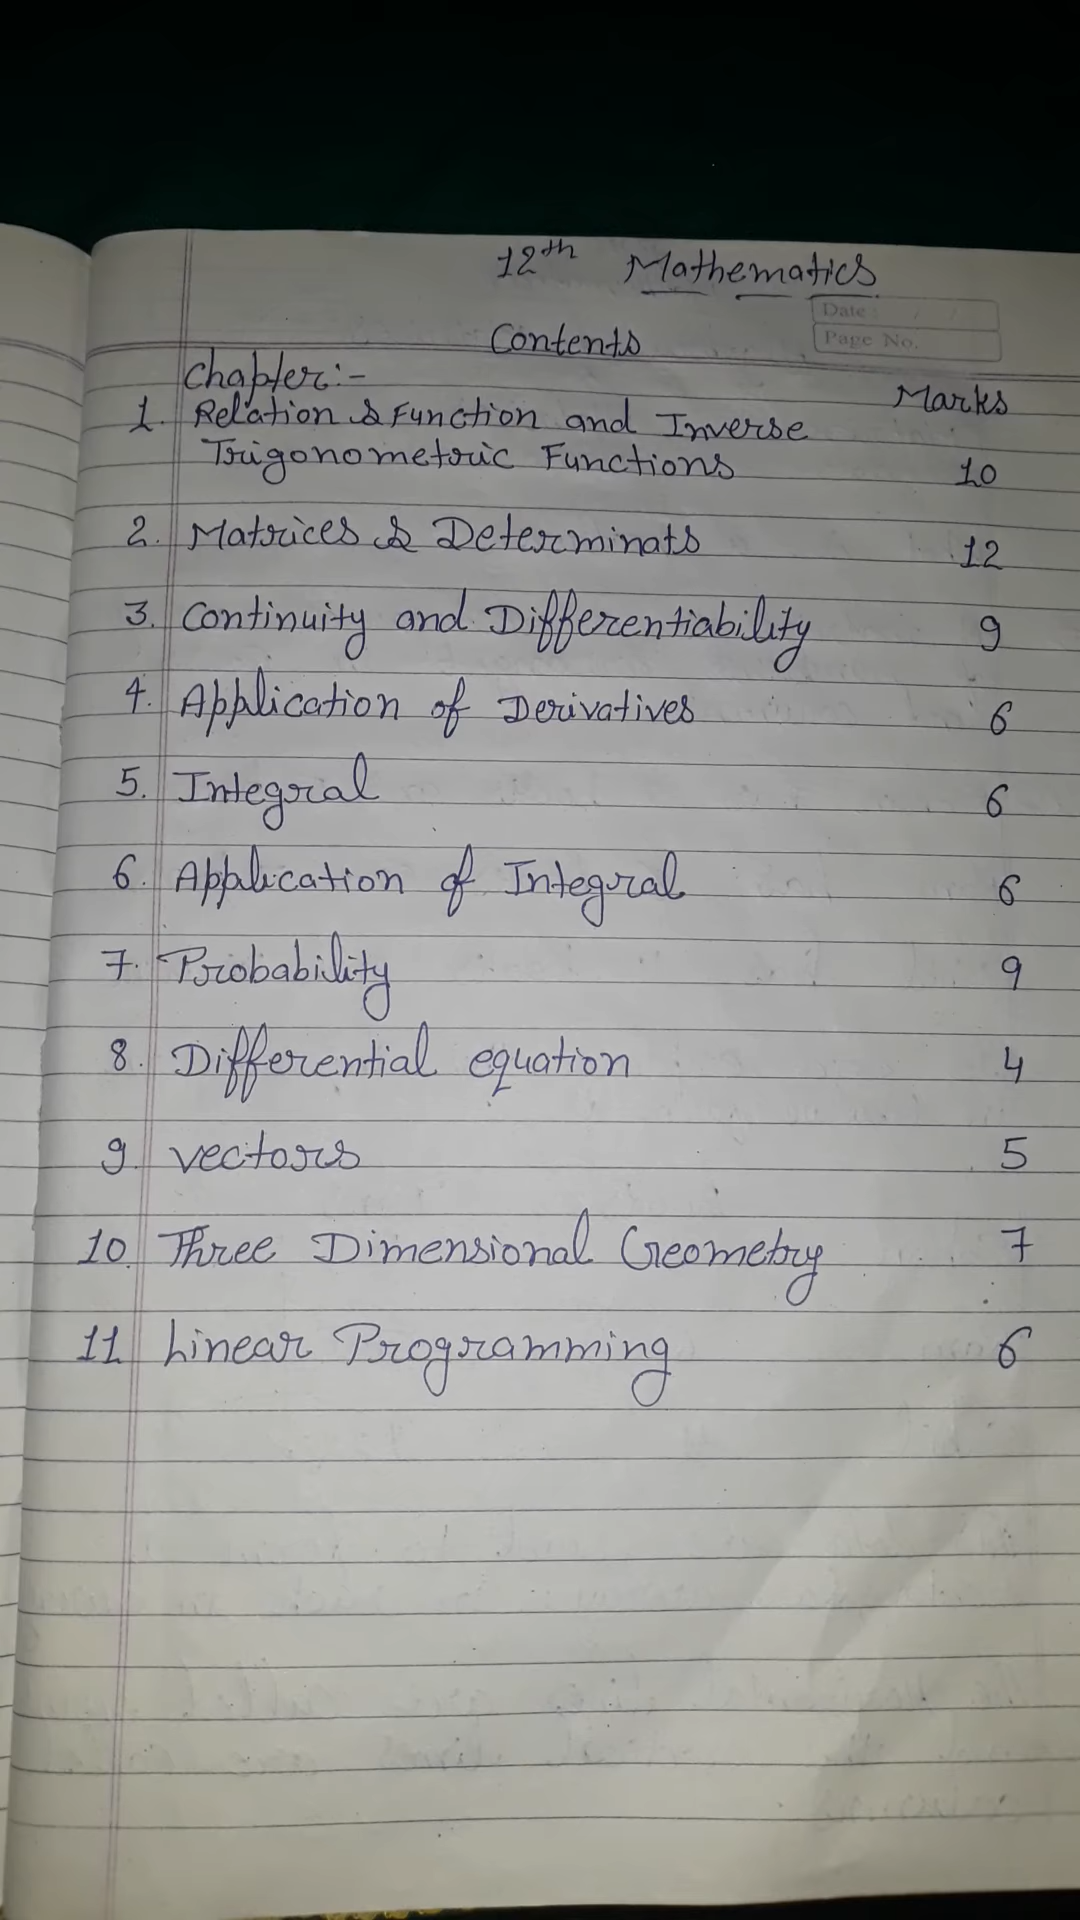 12th Mathematics
Date : / /
Page No.
Contents
Chapter:-
Marks
1. Relation & Function and Inverse
Trigonometric Functions 10
2. Matrices & Determinats 12
3. Continuity and Differentiability 9
4. Application of Derivatives 6
5. Integral 6
6. Application of Integral 6
7. Probability 9
8. Differential equation 4
9. vectors 5
10. Three Dimensional Geometry 7
11. Linear Programming 6